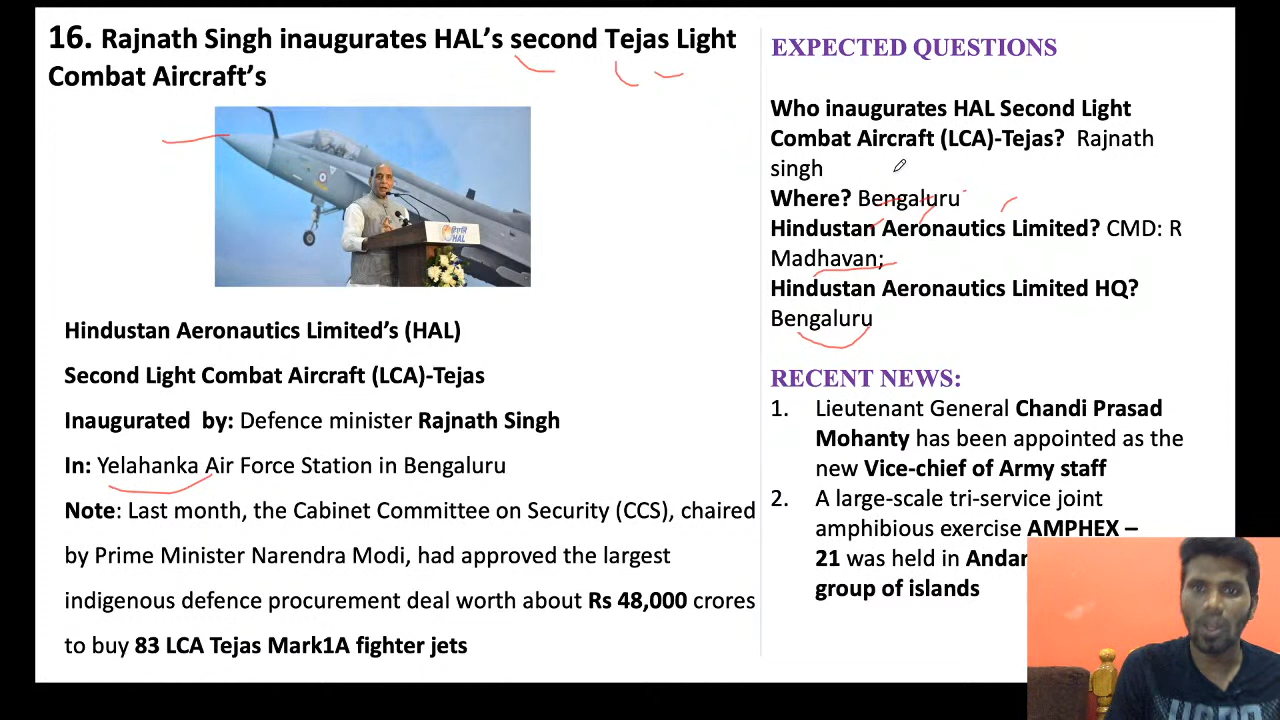 16. Rajnath Singh inaugurates HAL’s second Tejas Light
Combat Aircraft’s
HAL
Hindustan Aeronautics Limited’s (HAL)
Second Light Combat Aircraft (LCA)-Tejas
Inaugurated by: Defence minister Rajnath Singh
In: Yelahanka Air Force Station in Bengaluru
Note: Last month, the Cabinet Committee on Security (CCS), chaired
by Prime Minister Narendra Modi, had approved the largest
indigenous defence procurement deal worth about Rs 48,000 crores
to buy 83 LCA Tejas Mark1A fighter jets
EXPECTED QUESTIONS
Who inaugurates HAL Second Light
Combat Aircraft (LCA)-Tejas? Rajnath
singh
Where? Bengaluru
Hindustan Aeronautics Limited? CMD: R
Madhavan;
Hindustan Aeronautics Limited HQ?
Bengaluru
RECENT NEWS:
1. Lieutenant General Chandi Prasad
Mohanty has been appointed as the
new Vice-chief of Army staff
2. A large-scale tri-service joint
amphibious exercise AMPHEX –
21 was held in
group of islands